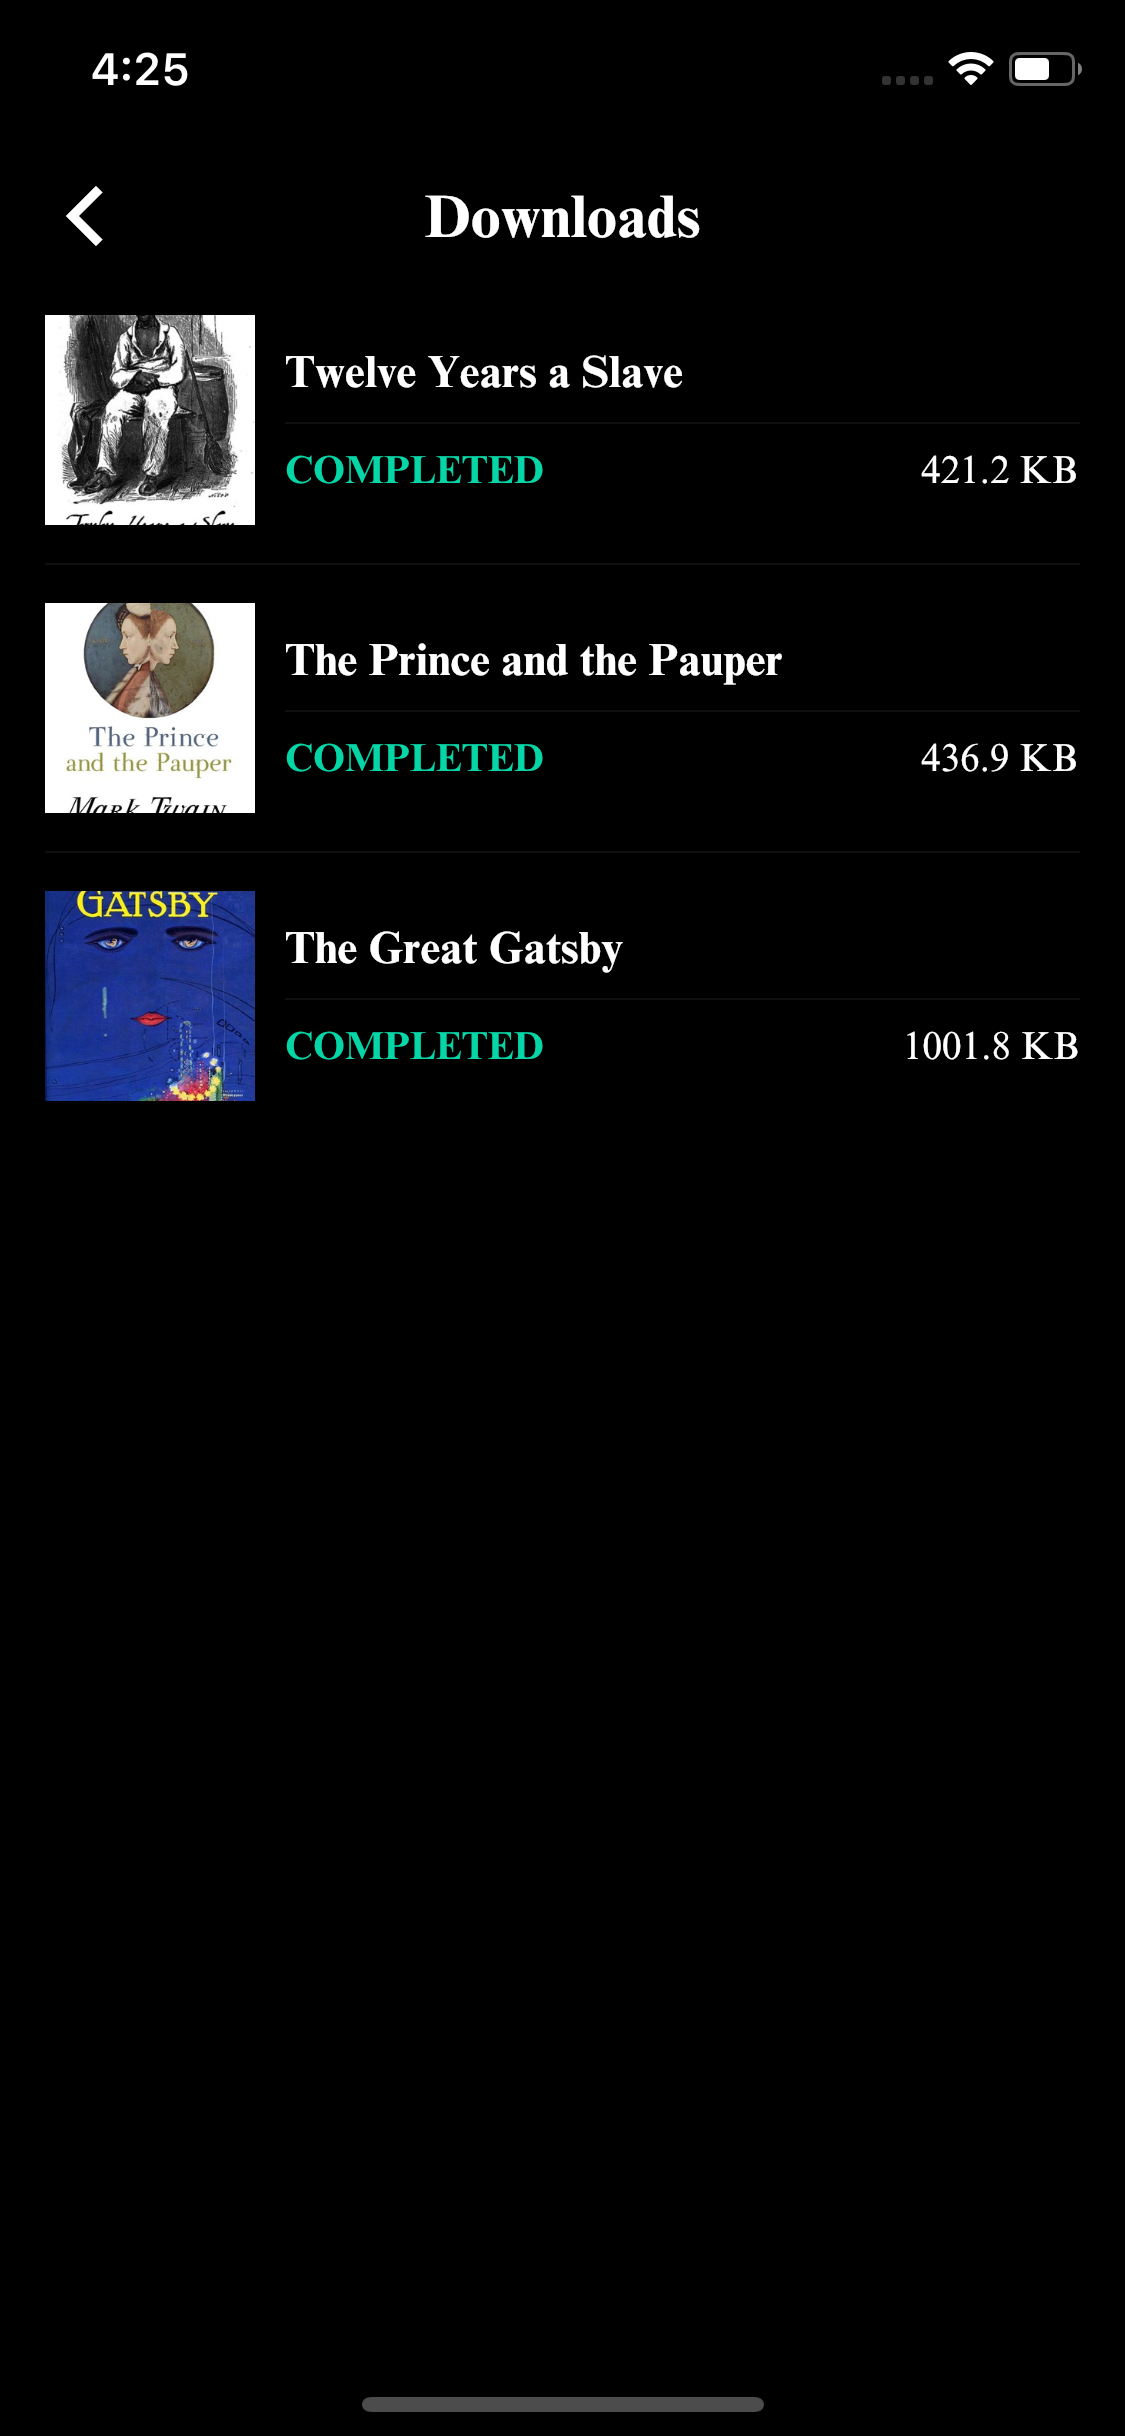 4:25
Downloads
Twelve Years a Slave
COMPLETED 421.2 KB
The Prince
and the Pauper
Mark Twain
The Prince and the Pauper
COMPLETED 436.9 KB
GATSBY
The Great Gatsby
COMPLETED 1001.8 KB